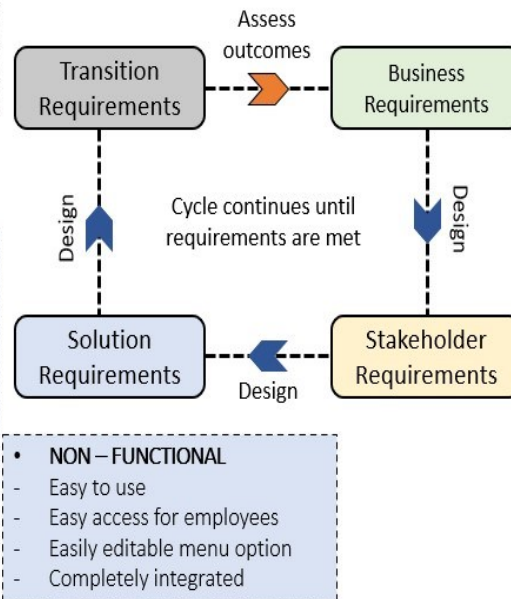 Assess
outcomes
Transition
Requirements
Business
Requirements
Design
Cycle continues until
requirements are met
Design
Solution
Requirements
Design
Stakeholder
Requirements
• NON – FUNCTIONAL
- Easy to use
- Easy access for employees
- Easily editable menu option
- Completely integrated